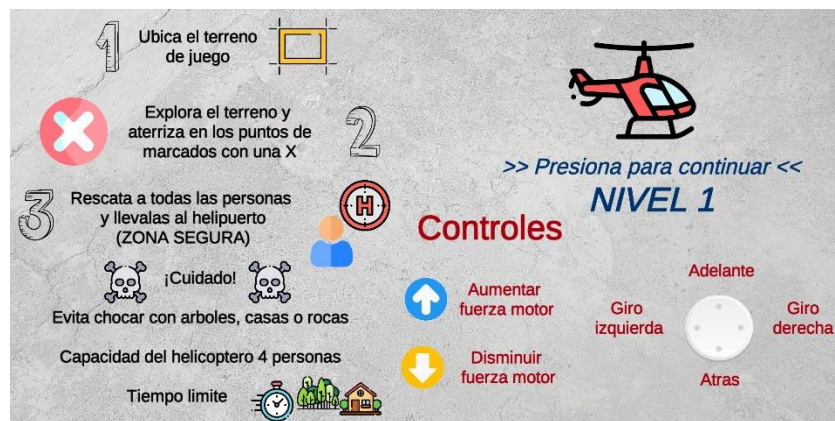 1
Ubica el terreno
de juego
Explora el terreno y
aterriza en los puntos de
marcados con una X
2
3
Rescata a todas las personas
y llevalas al helipuerto
(ZONA SEGURA)
H
¡Cuidado!
Evita chocar con arboles, casas o rocas
Capacidad del helicoptero 4 personas
Tiempo limite
>> Presiona para continuar <<
NIVEL 1
Controles
Aumentar
fuerza motor
Disminuir
fuerza motor
Adelante
Giro
izquierda
Giro
derecha
Atras